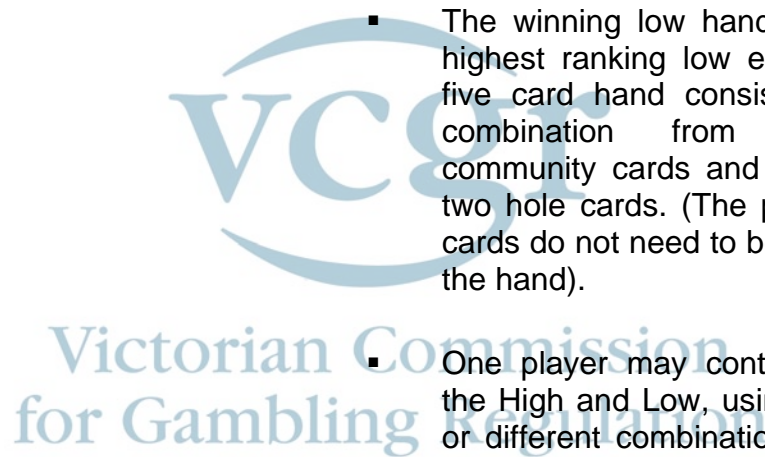 ▪ The winning low hand
highest ranking low e
five card hand consis
combination from
community cards and
two hole cards. (The
cards do not need to b
the hand).
vcgr
▪ One player may cont
the High and Low, usi
or different combinatio
Victorian Commission
for Gambling Regulation